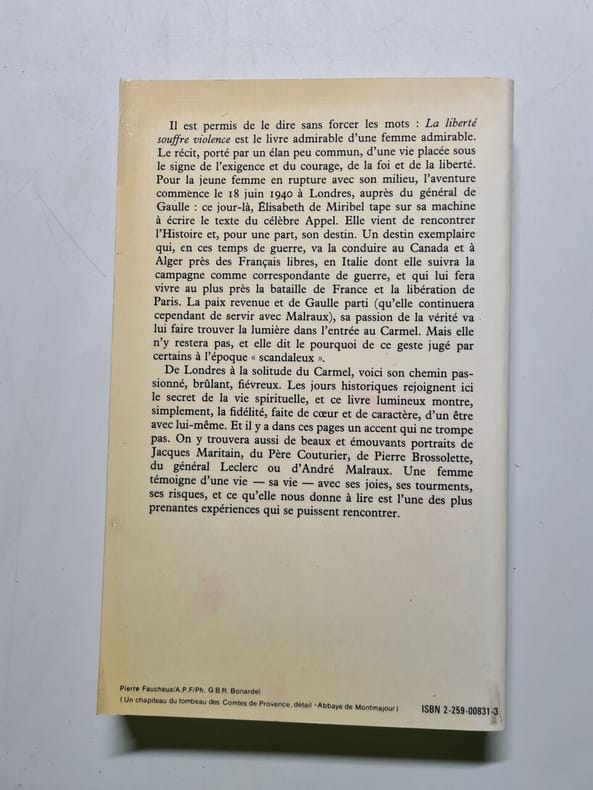 Il est permis de le dire sans forcer les mots : La liberté
souffre violence est le livre admirable d'une femme admirable.
Le récit, porté par un élan peu commun, d'une vie placée sous
le signe de l'exigence et du courage, de la foi et de la liberté.
Pour la jeune femme en rupture avec son milieu, l'aventure
commence le 18 juin 1940 à Londres, auprès du général de
Gaulle : ce jour-là, Élisabeth de Miribel tape sur sa machine
à écrire le texte du célèbre Appel. Elle vient de rencontrer
l'Histoire et, pour une part, son destin. Un destin exemplaire
qui, en ces temps de guerre, va la conduire au Canada et à
Alger près des Français libres, en Italie dont elle suivra la
campagne comme correspondante de guerre, et qui lui fera
vivre au plus près la bataille de France et la libération de
Paris. La paix revenue et de Gaulle parti (qu'elle continuera
cependant de servir avec Malraux), sa passion de la vérité va
lui faire trouver la lumière dans l'entrée au Carmel. Mais elle
n'y restera pas, et elle dit le pourquoi de ce geste jugé par
certains à l'époque « scandaleux ».
De Londres à la solitude du Carmel, voici son chemin pas-
sionné, brûlant, fiévreux. Les jours historiques rejoignent ici
le secret de la vie spirituelle, et ce livre lumineux montre,
simplement, la fidélité, faite de cœur et de caractère, d'un être
avec lui-même. Et il y a dans ces pages un accent qui ne trompe
pas. On y trouvera aussi de beaux et émouvants portraits de
Jacques Maritain, du Père Couturier, de Pierre Brossolette,
du général Leclerc ou d'André Malraux. Une femme
témoigne d'une vie — sa vie — avec ses joies, ses tourments,
ses risques, et ce qu'elle nous donne à lire est l'une des plus
prenantes expériences qui se puissent rencontrer.
Pierre Faucheux/A.P.F/Ph. G.B.R. Bonardel
(Un chapiteau du tombeau des Comtes de Provence, détail -Abbaye de Montmajour)
ISBN 2-259-00831-3